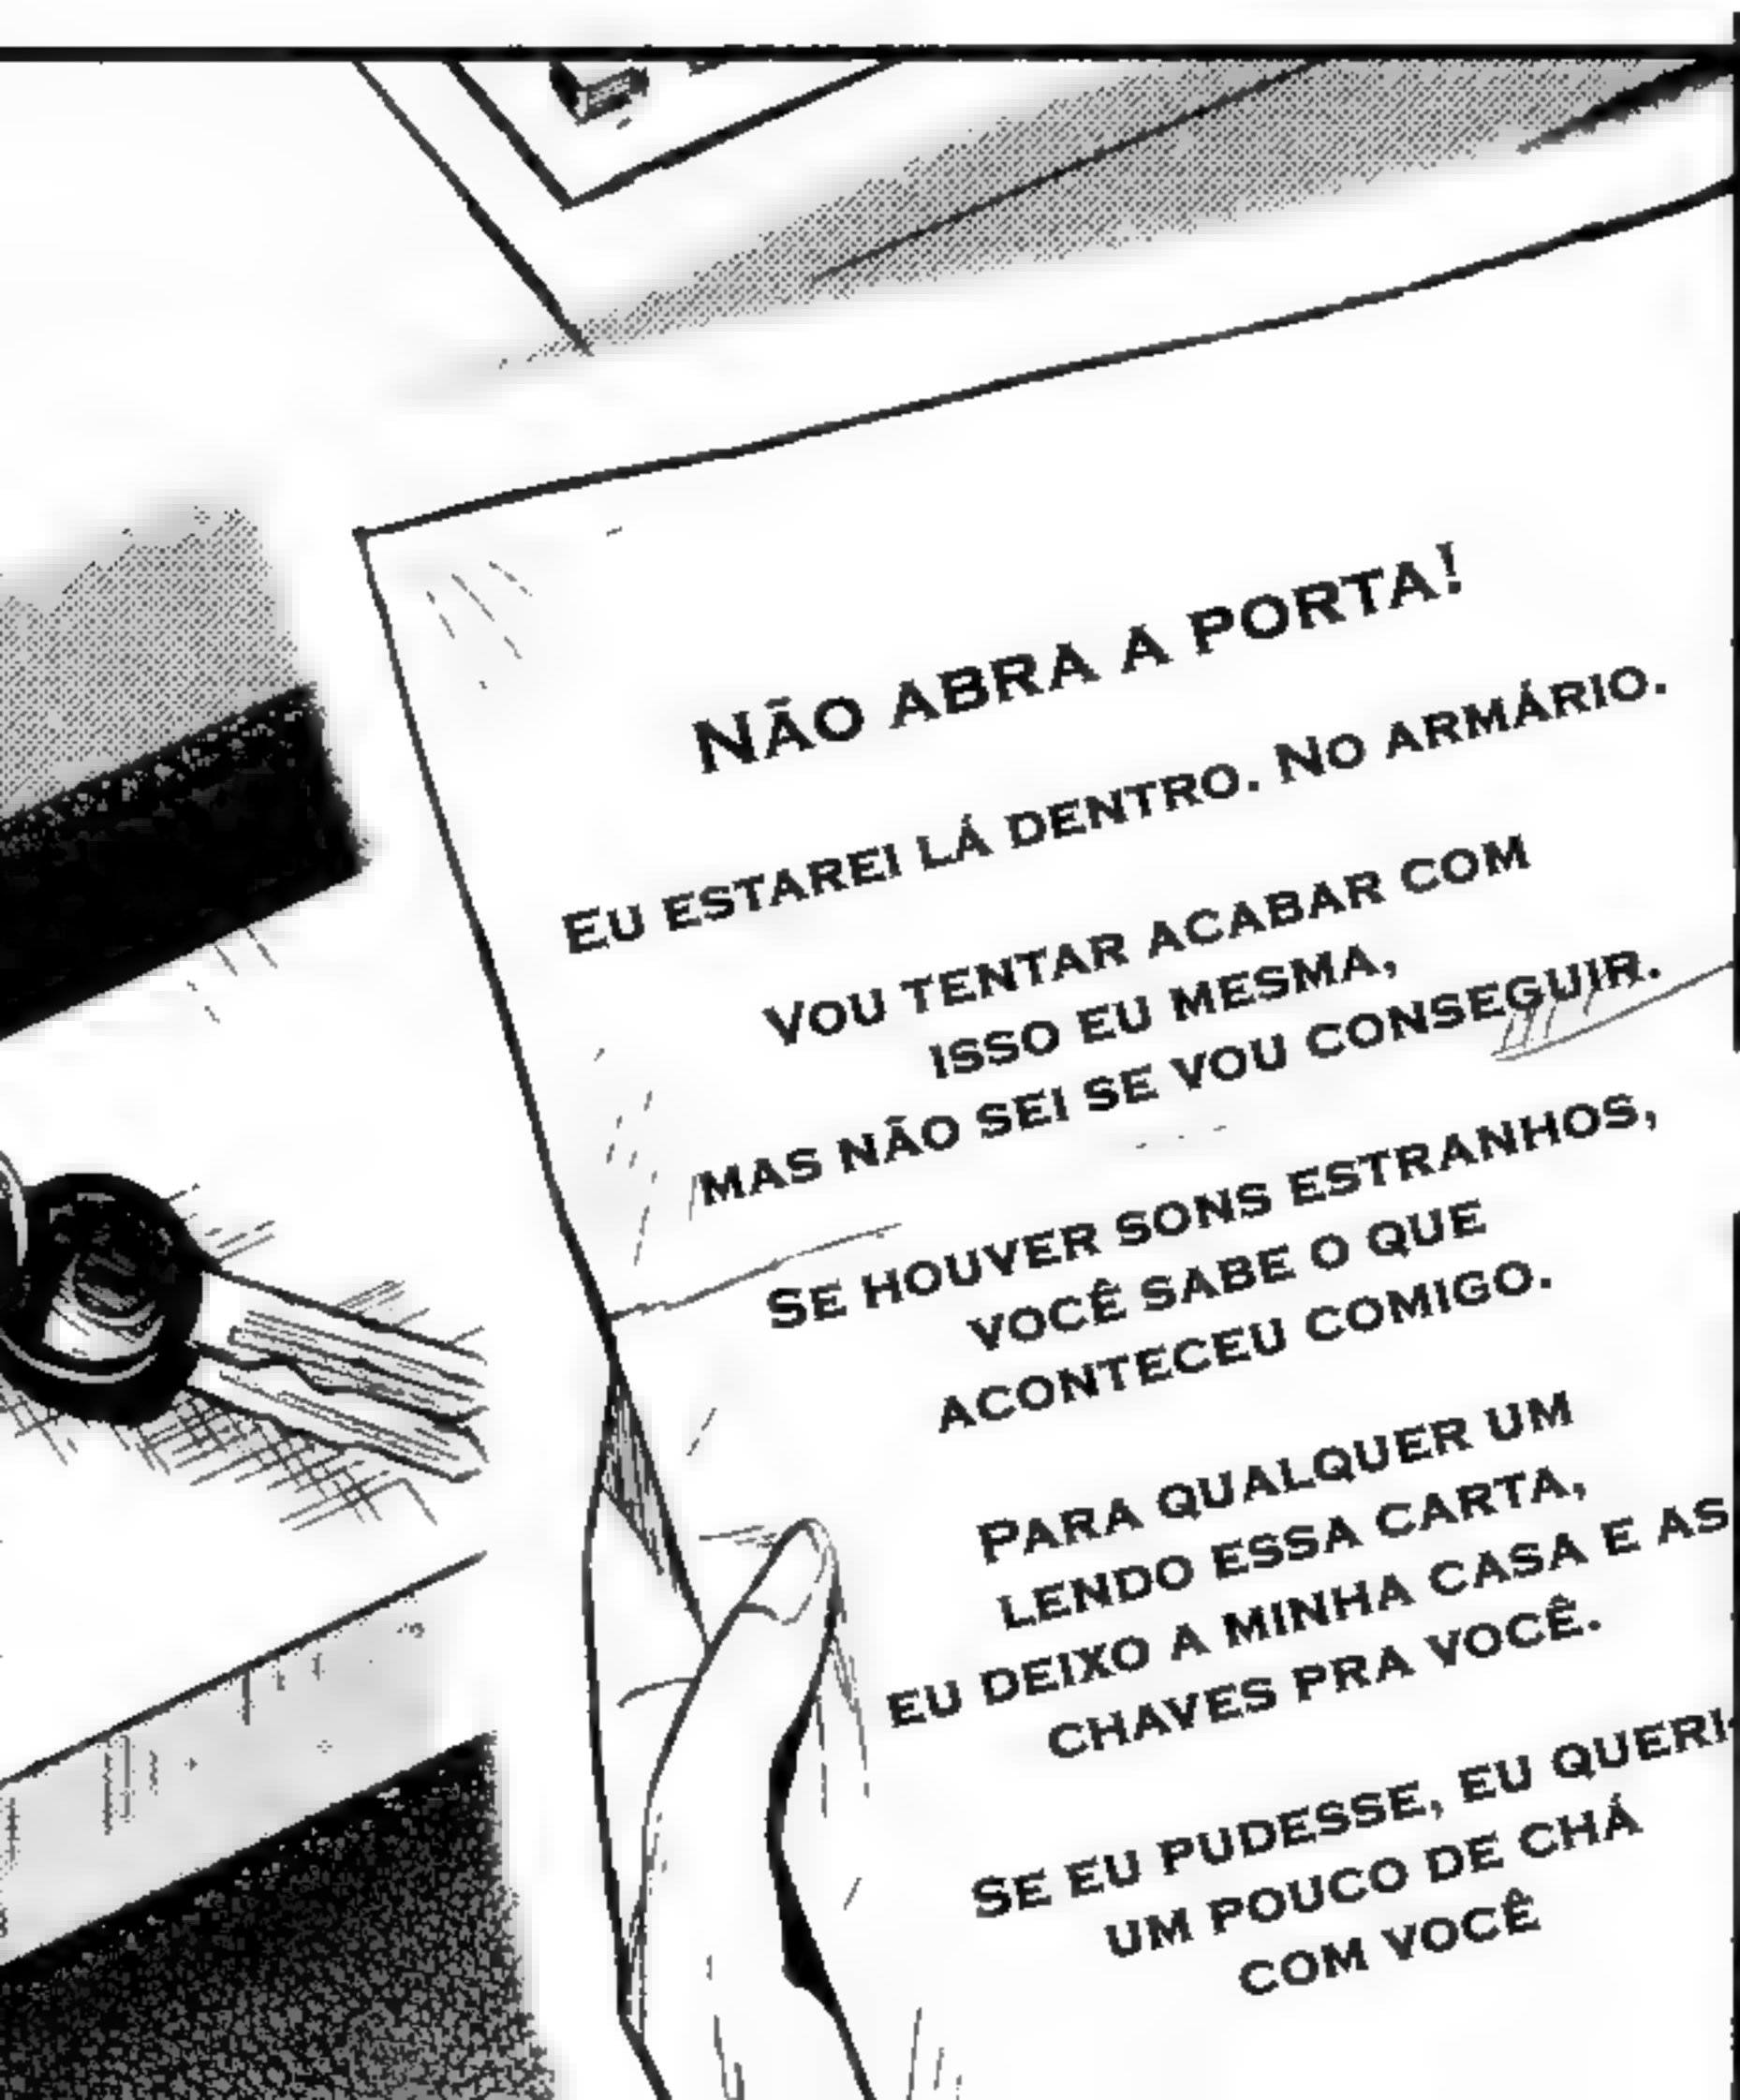 Não abra a porta!
Eu estarei lá dentro. No armário.
Vou tentar acabar com
isso eu mesma,
mas não sei se vou conseguir.
Se houver sons estranhos,
você sabe o que
aconteceu comigo.
Para qualquer um
lendo essa carta,
eu deixo a minha casa e as
chaves pra você.
Se eu pudesse, eu queri
um pouco de chá
com você